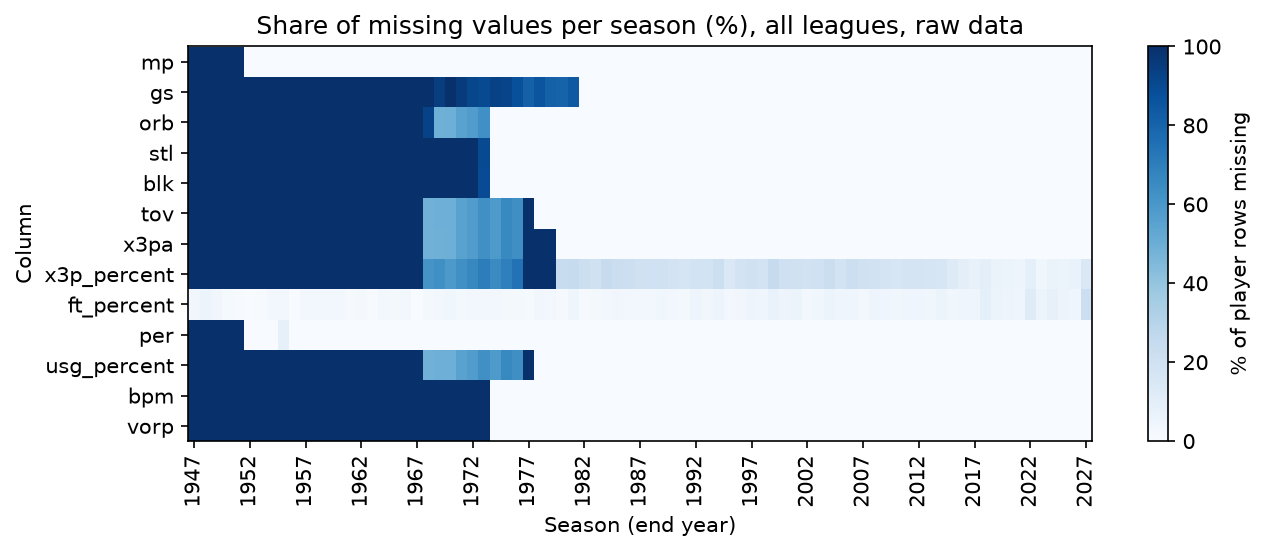 Share of missing values per season (%), all leagues, raw data
mp
gs
orb
stl
blk
tov
x3pa
x3p_percent
ft_percent
per
usg_percent
bpm
vorp
Column
1947
1952
1957
1962
1967
1972
1977
1982
1987
1992
1997
2002
2007
2012
2017
2022
2027
Season (end year)
100
80
60
40
20
0
% of player rows missing